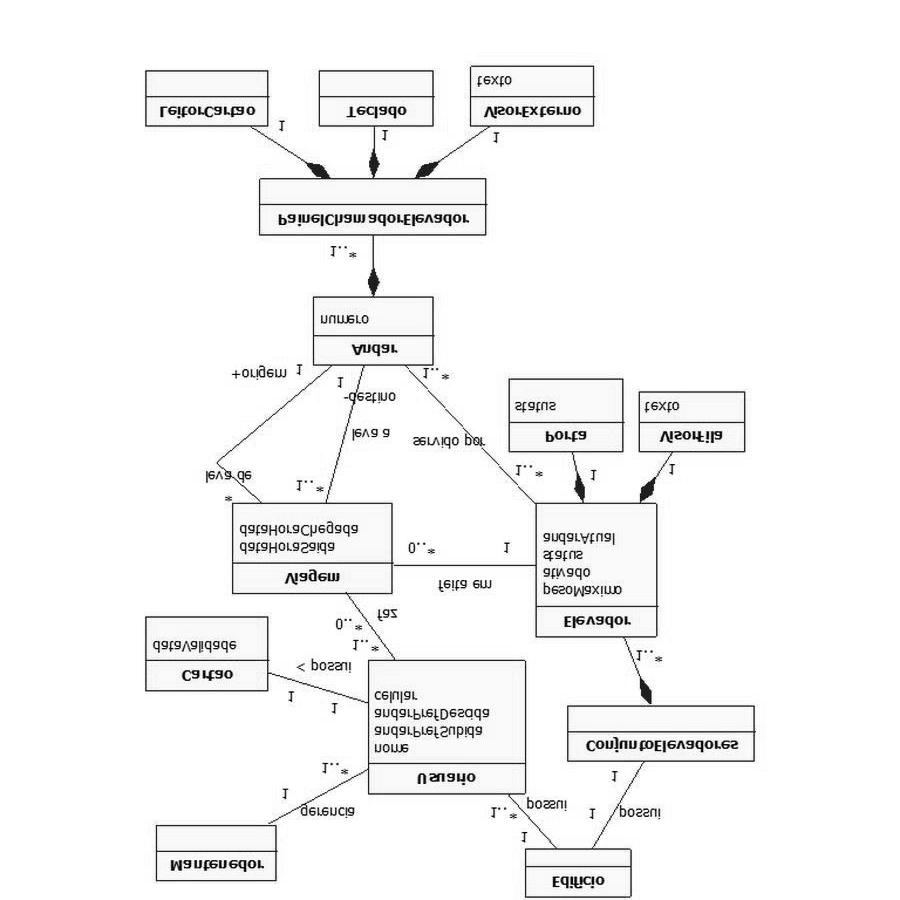 Edificio
Mantenedor
1
1..*
possui
possui
1
1
gerencia
1
1..*
Usuario
nome
andarPrefSubida
andarPrefDescida
celular
ConjuntoElevadores
1..*
1
1
< possui
Cartao
dataValidade
1..*
0..*
faz
Elevador
pesoMaximo
ativado
status
andarAtual
feita em
0..*
1
Viagem
dataHoraSaida
dataHoraChegada
*
leva de
1..*
leva a
1..*
servido por
1
1
Porta
status
VisorFila
texto
-destino
1
+origem
1
1..*
Andar
numero
1..*
PainelChamadorElevador
1
1
1
LeitorCartao
Teclado
VisorExterno
texto